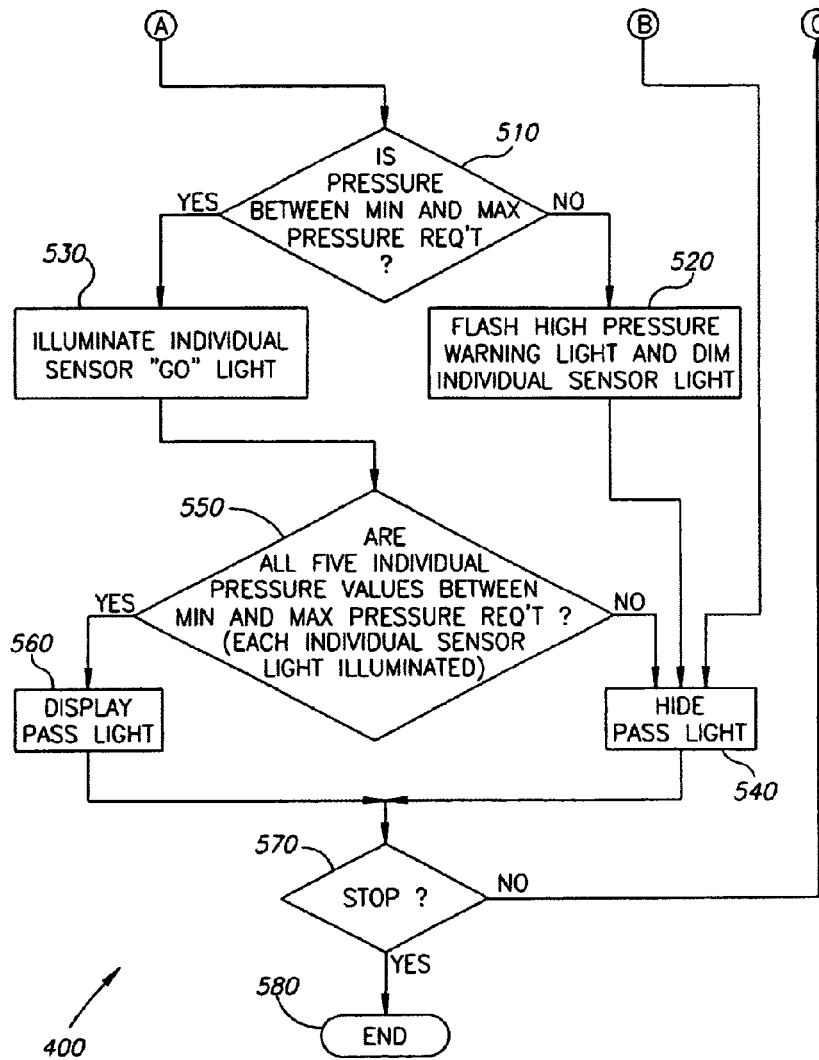 A
B
C
510
IS
PRESSURE
BETWEEN MIN AND MAX
PRESSURE REQ'T
?
YES
NO
530
520
ILLUMINATE INDIVIDUAL
SENSOR "GO" LIGHT
FLASH HIGH PRESSURE
WARNING LIGHT AND DIM
INDIVIDUAL SENSOR LIGHT
550
ARE
ALL FIVE INDIVIDUAL
PRESSURE VALUES BETWEEN
MIN AND MAX PRESSURE REQ'T ?
(EACH INDIVIDUAL SENSOR
LIGHT ILLUMINATED)
YES
NO
560
DISPLAY
PASS LIGHT
HIDE
PASS LIGHT
540
570
STOP ?
NO
YES
580
END
400